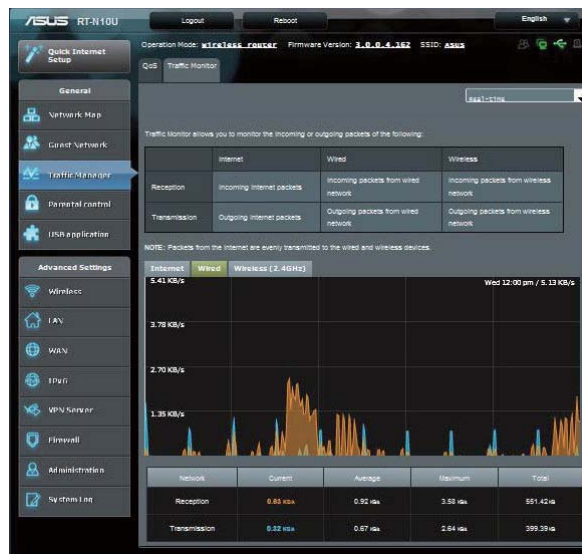 ASUS RT-N10U
Logout
Reboot
English
Operation Mode: wireless router Firmware Version: 3.0.0.4.162 SSID: ASUS
Quick Internet Setup
QoS
Traffic Monitor
General
Network Map
Guest Network
Traffic Manager
Parental control
USB application
Advanced Settings
Wireless
LAN
WAN
IPv6
VPN Server
Firewall
Administration
System Log
Real-time
Traffic Monitor allows you to monitor the incoming or outgoing packets of the following:
Internet Wired Wireless
Reception Incoming Internet packets Incoming packets from wired network Incoming packets from wireless network
Transmission Outgoing Internet packets Outgoing packets from wired network Outgoing packets from wireless network
NOTE: Packets from the Internet are evenly transmitted to the wired and wireless devices.
Internet Wired Wireless (2.4GHz)
5.41 KB/s
Wed 12:00 pm / 5.13 KB/s
3.78 KB/s
2.70 KB/s
1.35 KB/s
Network Current Average Maximum Total
Reception 0.92 3.53 551.42
Transmission 0.67 2.64 399.39